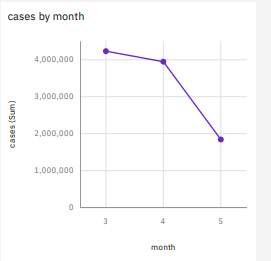 cases by month
cases (Sum)
4,000,000
3,000,000
2,000,000
1,000,000
0
3 4 5
month